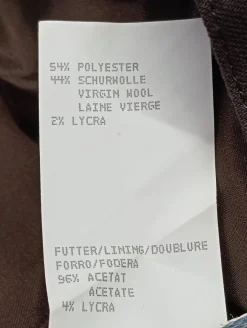 54% POLYESTER
44% SCHURWOLLE
VIRGIN WOOL
LAINE VIERGE
2% LYCRA
FUTTER/LINING/DOUBLURE
FORRO/FODERA
96% ACETAT
ACETATE
4% LYCRA